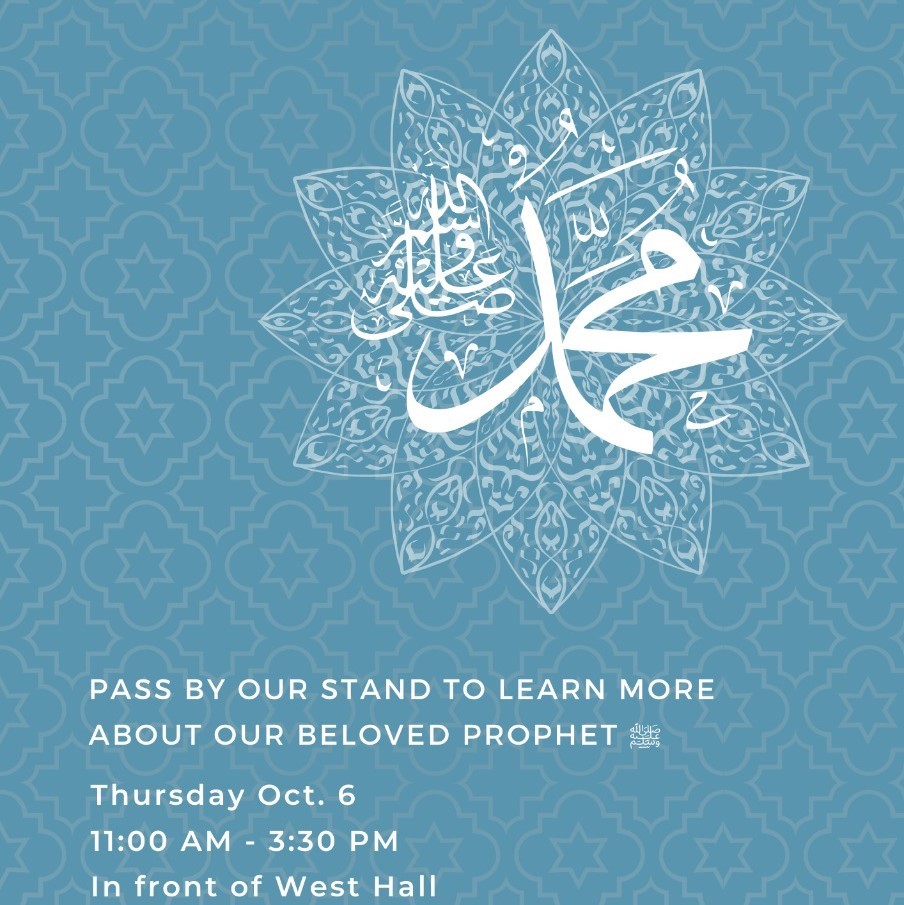 محمد
صلى الله عليه وسلم
PASS BY OUR STAND TO LEARN MORE
ABOUT OUR BELOVED PROPHET ﷺ
Thursday Oct. 6
11:00 AM - 3:30 PM
In front of West Hall